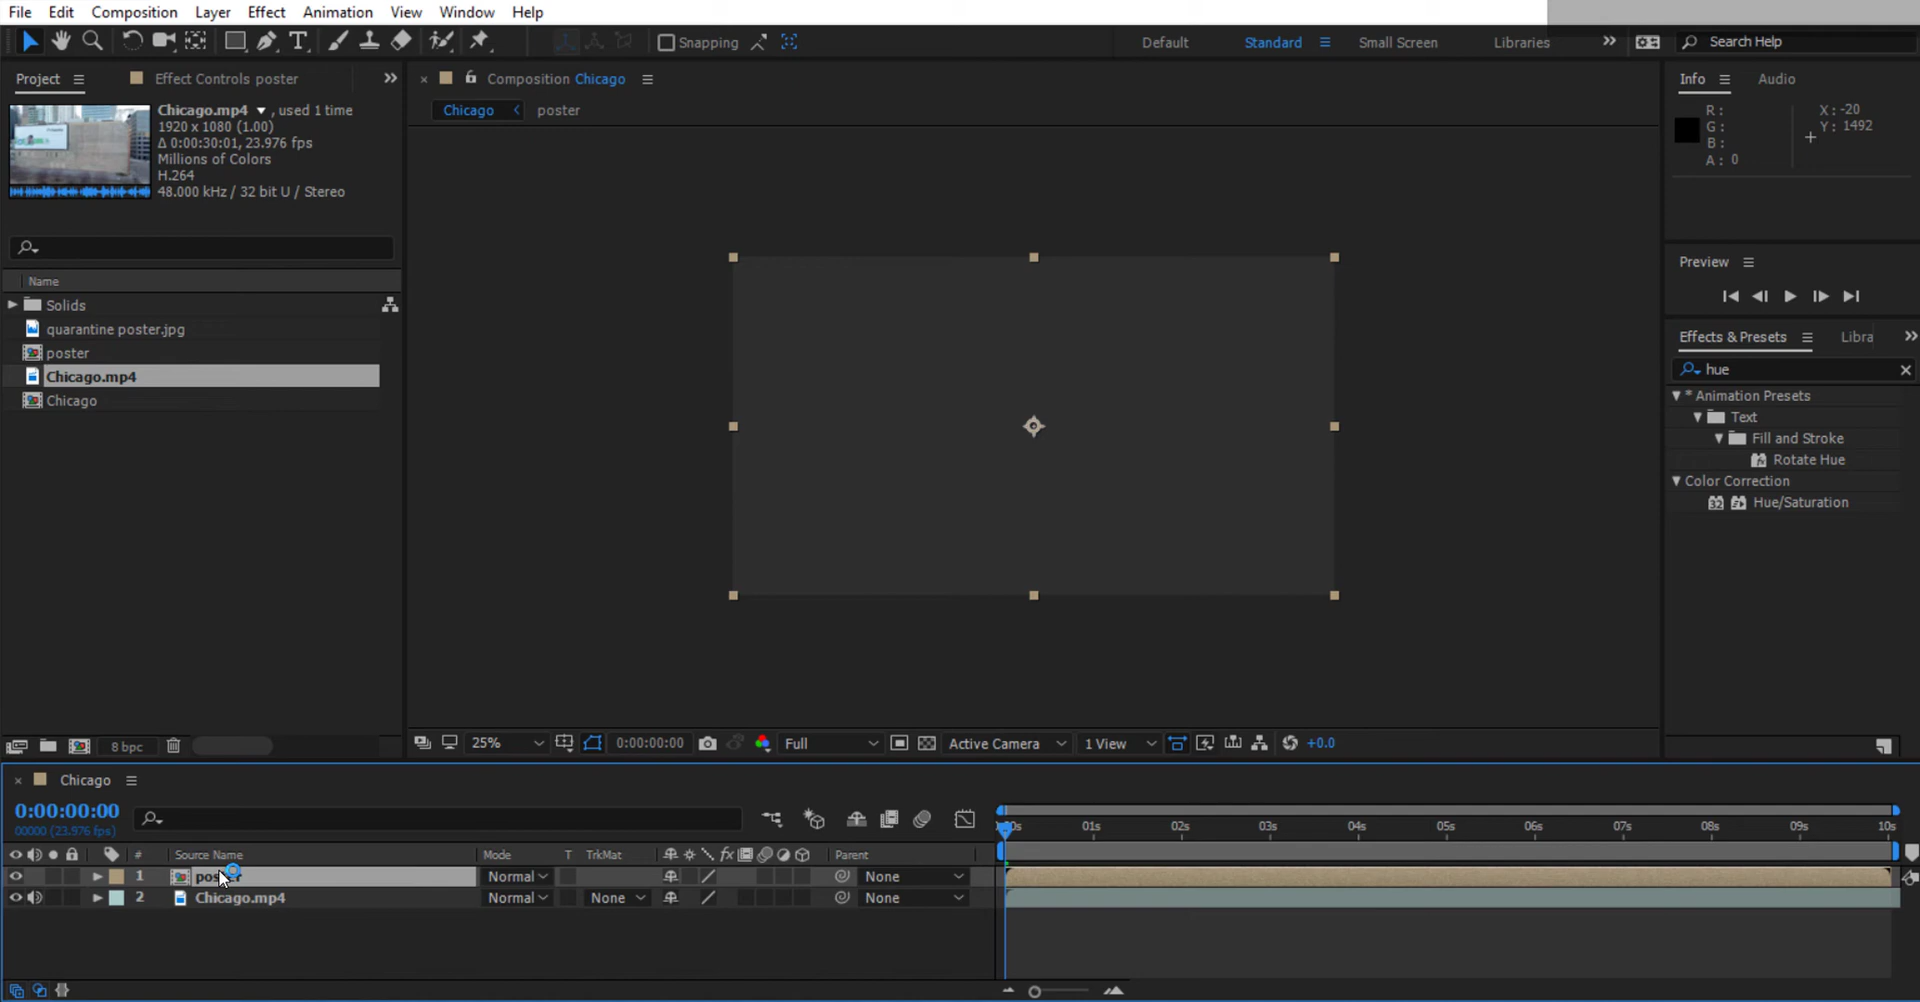 File Edit Composition Layer Effect Animation View Window Help
Snapping Default Standard Small Screen Libraries Search Help
Project Effect Controls poster
Composition Chicago
Info Audio
Chicago.mp4 , used 1 time
1920 x 1080 (1.00)
Δ 0:00:30:01, 23.976 fps
Millions of Colors
H.264
48.000 kHz / 32 bit U / Stereo
Chicago poster
R :
G :
B :
A : 0
X : -20
Y : 1492
Name
Solids
quarantine poster.jpg
poster
Chicago.mp4
Chicago
Preview
Effects & Presets Libra
hue
* Animation Presets
Text
Fill and Stroke
Rotate Hue
Color Correction
32 Hue/Saturation
8 bpc
25% 0:00:00:00 Full Active Camera 1 View +0.0
Chicago
0:00:00:00
00000 (23.976 fps)
01s 02s 03s 04s 05s 06s 07s 08s 09s 10s
# Source Name Mode T TrkMat fx Parent
1 Normal None
2 Chicago.mp4 Normal None None